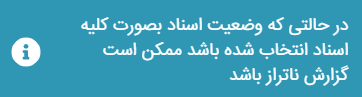 در حالتی که وضعیت اسناد بصورت کلیه
اسناد انتخاب شده باشد ممکن است
گزارش ناتراز باشد